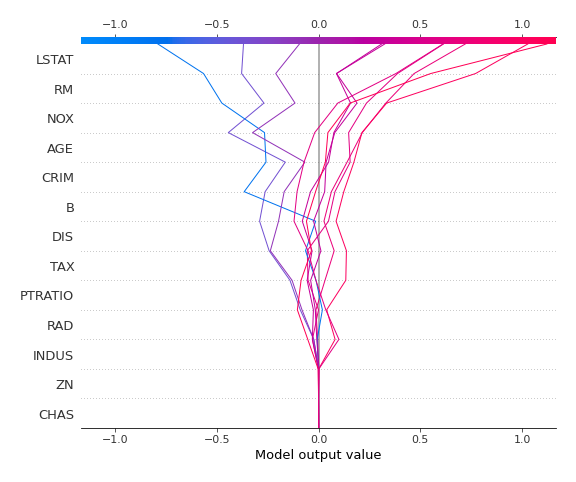 −1.0 −0.5 0.0 0.5 1.0
LSTAT
RM
NOX
AGE
CRIM
B
DIS
TAX
PTRATIO
RAD
INDUS
ZN
CHAS
−1.0 −0.5 0.0 0.5 1.0
Model output value